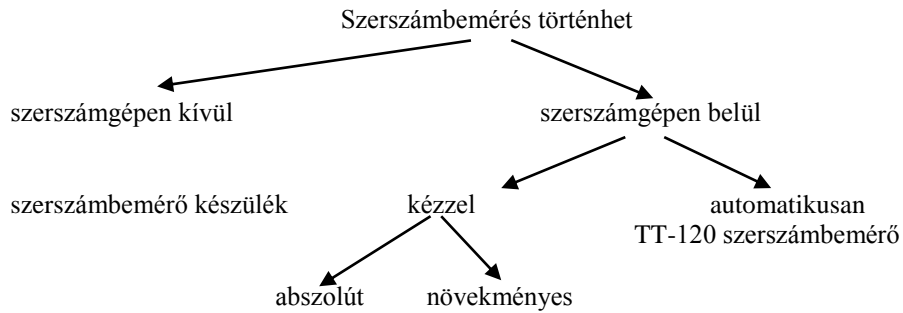 Szerszámbemérés történhet
szerszámgépen kívül szerszámgépen belül
szerszámbemérő készülék kézzel automatikusan
TT-120 szerszámbemérő
abszolút növekményes